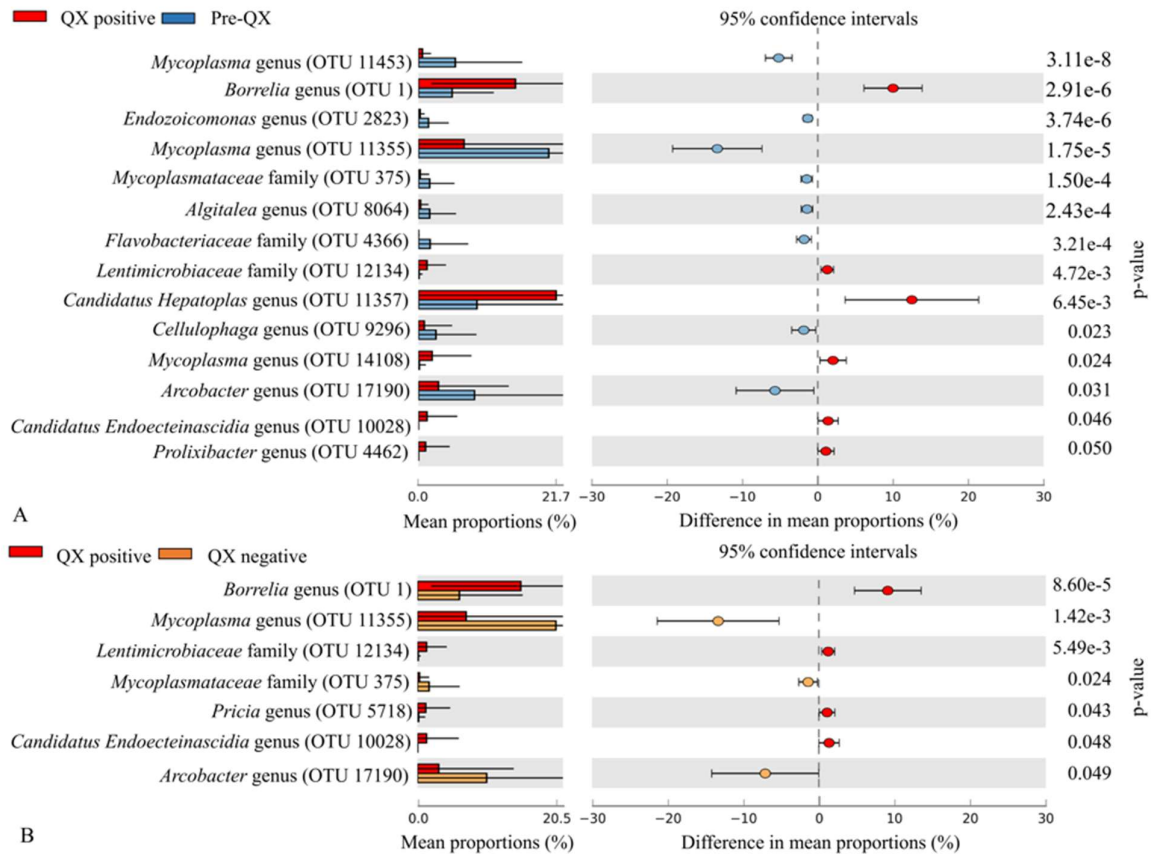 QX positive Pre-QX 95% confidence intervals
Mycoplasma genus (OTU 11453) 3.11e-8
Borrelia genus (OTU 1) 2.91e-6
Endozoicomonas genus (OTU 2823) 3.74e-6
Mycoplasma genus (OTU 11355) 1.75e-5
Mycoplasmataceae family (OTU 375) 1.50e-4
Algitalea genus (OTU 8064) 2.43e-4
Flavobacteriaceae family (OTU 4366) 3.21e-4
Lentimicrobiaceae family (OTU 12134) 4.72e-3
Candidatus Hepatoplas genus (OTU 11357) 6.45e-3
Cellulophaga genus (OTU 9296) 0.023
Mycoplasma genus (OTU 14108) 0.024
Arcobacter genus (OTU 17190) 0.031
Candidatus Endoecteinascidia genus (OTU 10028) 0.046
Prolixibacter genus (OTU 4462) 0.050
p-value
0.0 21.7 −30 −20 −10 0 10 20 30
A Mean proportions (%) Difference in mean proportions (%)
QX positive QX negative 95% confidence intervals
Borrelia genus (OTU 1) 8.60e-5
Mycoplasma genus (OTU 11355) 1.42e-3
Lentimicrobiaceae family (OTU 12134) 5.49e-3
Mycoplasmataceae family (OTU 375) 0.024
Pricia genus (OTU 5718) 0.043
Candidatus Endoecteinascidia genus (OTU 10028) 0.048
Arcobacter genus (OTU 17190) 0.049
p-value
0.0 20.5 −30 −20 −10 0 10 20 30
B Mean proportions (%) Difference in mean proportions (%)